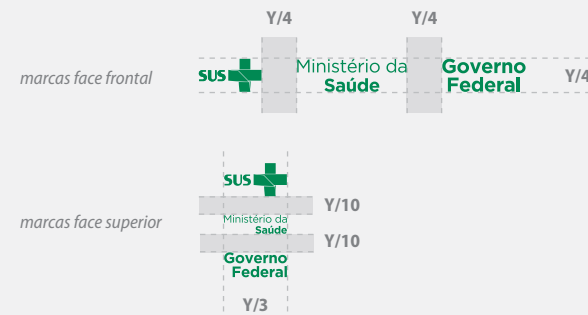 Y/4 Y/4
marcas face frontal SUS Ministério da Governo Y/4
Saúde Federal
SUS
Y/10
marcas face superior Ministério da
Saúde
Y/10
Governo
Federal
Y/3